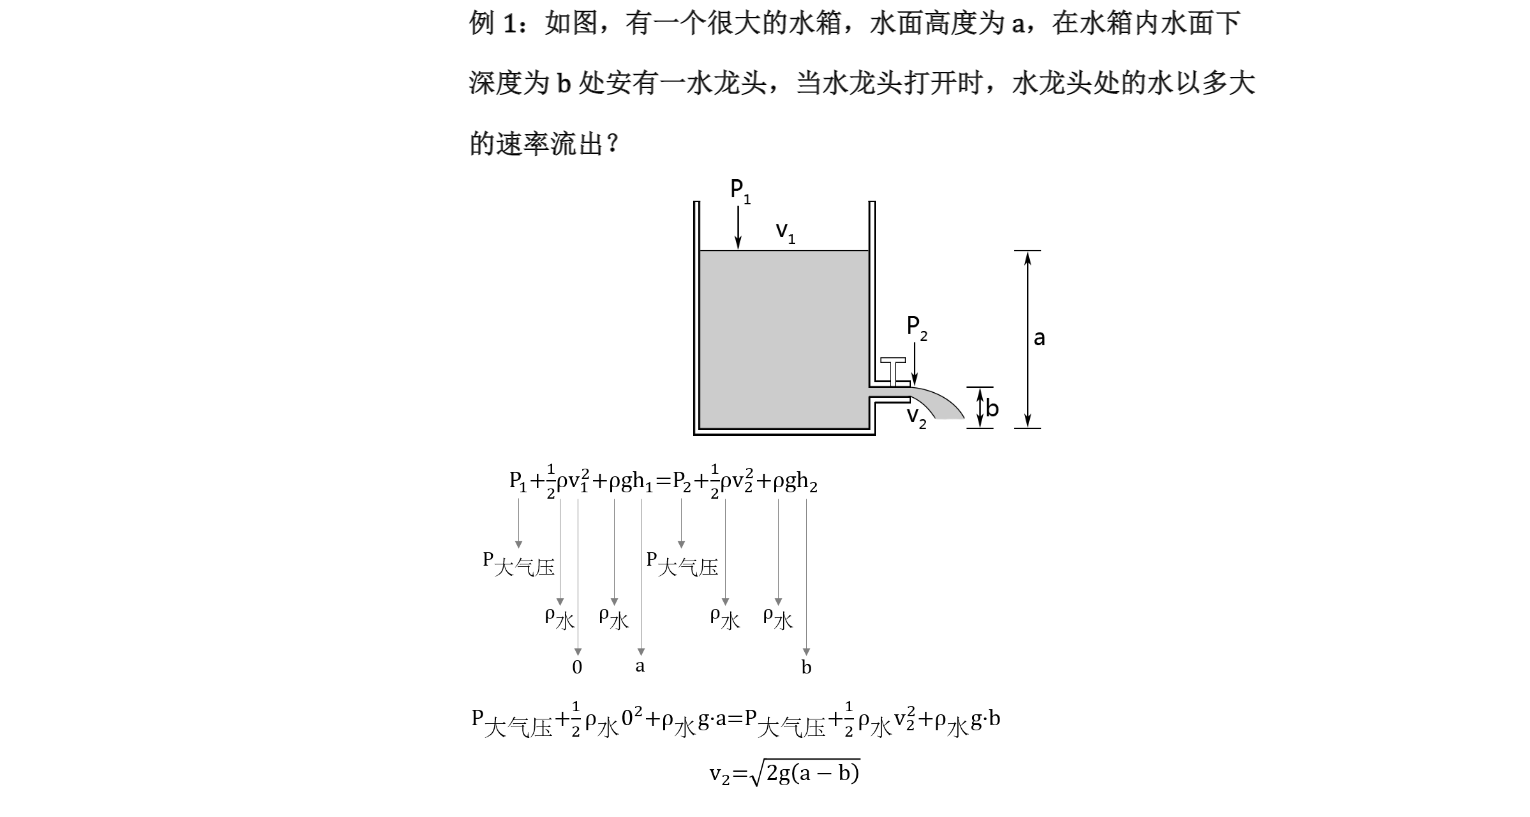 例 1：如图，有一个很大的水箱，水面高度为 a，在水箱内水面下
深度为 b 处安有一水龙头，当水龙头打开时，水龙头处的水以多大
的速率流出？
P₁
v₁
P₂
a
b
v₂
P₁+½ρv₁²+ρgh₁=P₂+½ρv₂²+ρgh₂
P大气压 P大气压
ρ水 ρ水 ρ水 ρ水
0 a b
P大气压+½ρ水0²+ρ水g·a=P大气压+½ρ水v₂²+ρ水g·b
v₂=√2g(a − b)